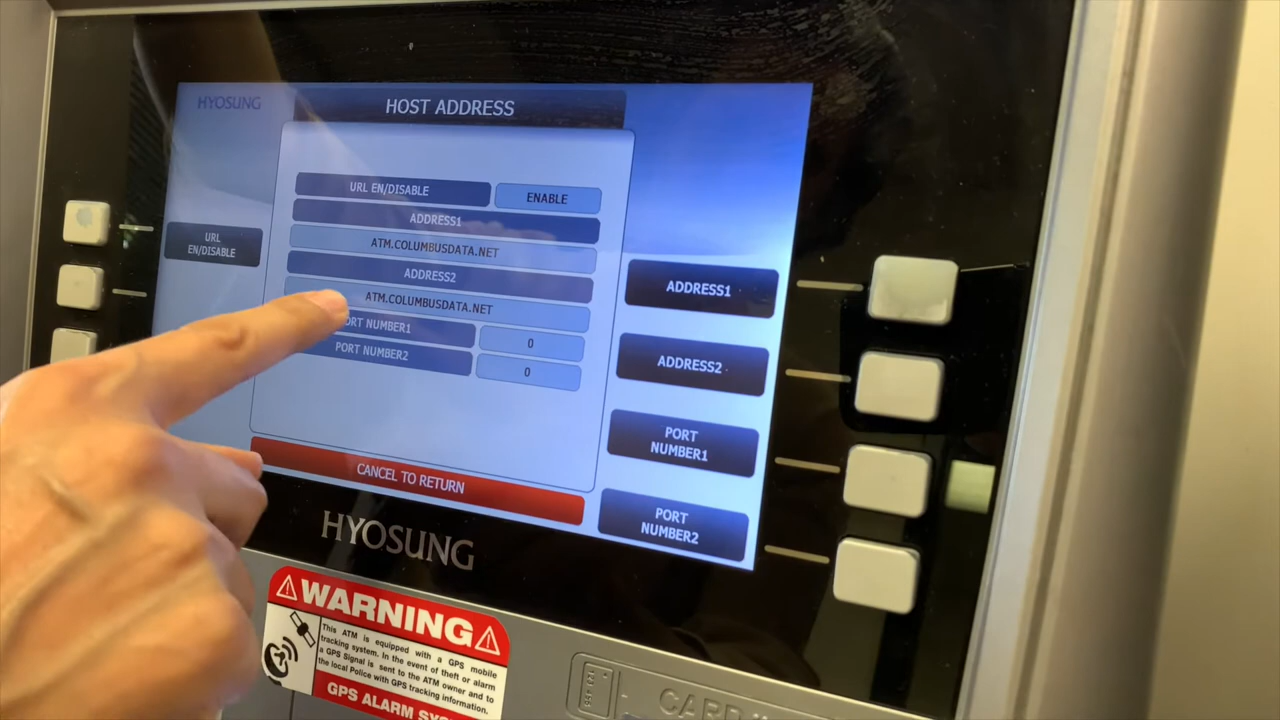 HYOSUNG
HOST ADDRESS
URL EN/DISABLE
ENABLE
ADDRESS1
ATM.COLUMBUSDATA.NET
ADDRESS2
ATM.COLUMBUSDATA.NET
ORT NUMBER1
0
PORT NUMBER2
0
URL
EN/DISABLE
ADDRESS1
ADDRESS2
PORT
NUMBER1
PORT
NUMBER2
CANCEL TO RETURN
HYOSUNG
WARNING
This ATM is equipped with a GPS mobile
tracking system. In the event of theft or alarm
a GPS Signal is sent to the ATM owner and to
the local Police with GPS tracking information.
GPS ALARM SYS
CARD